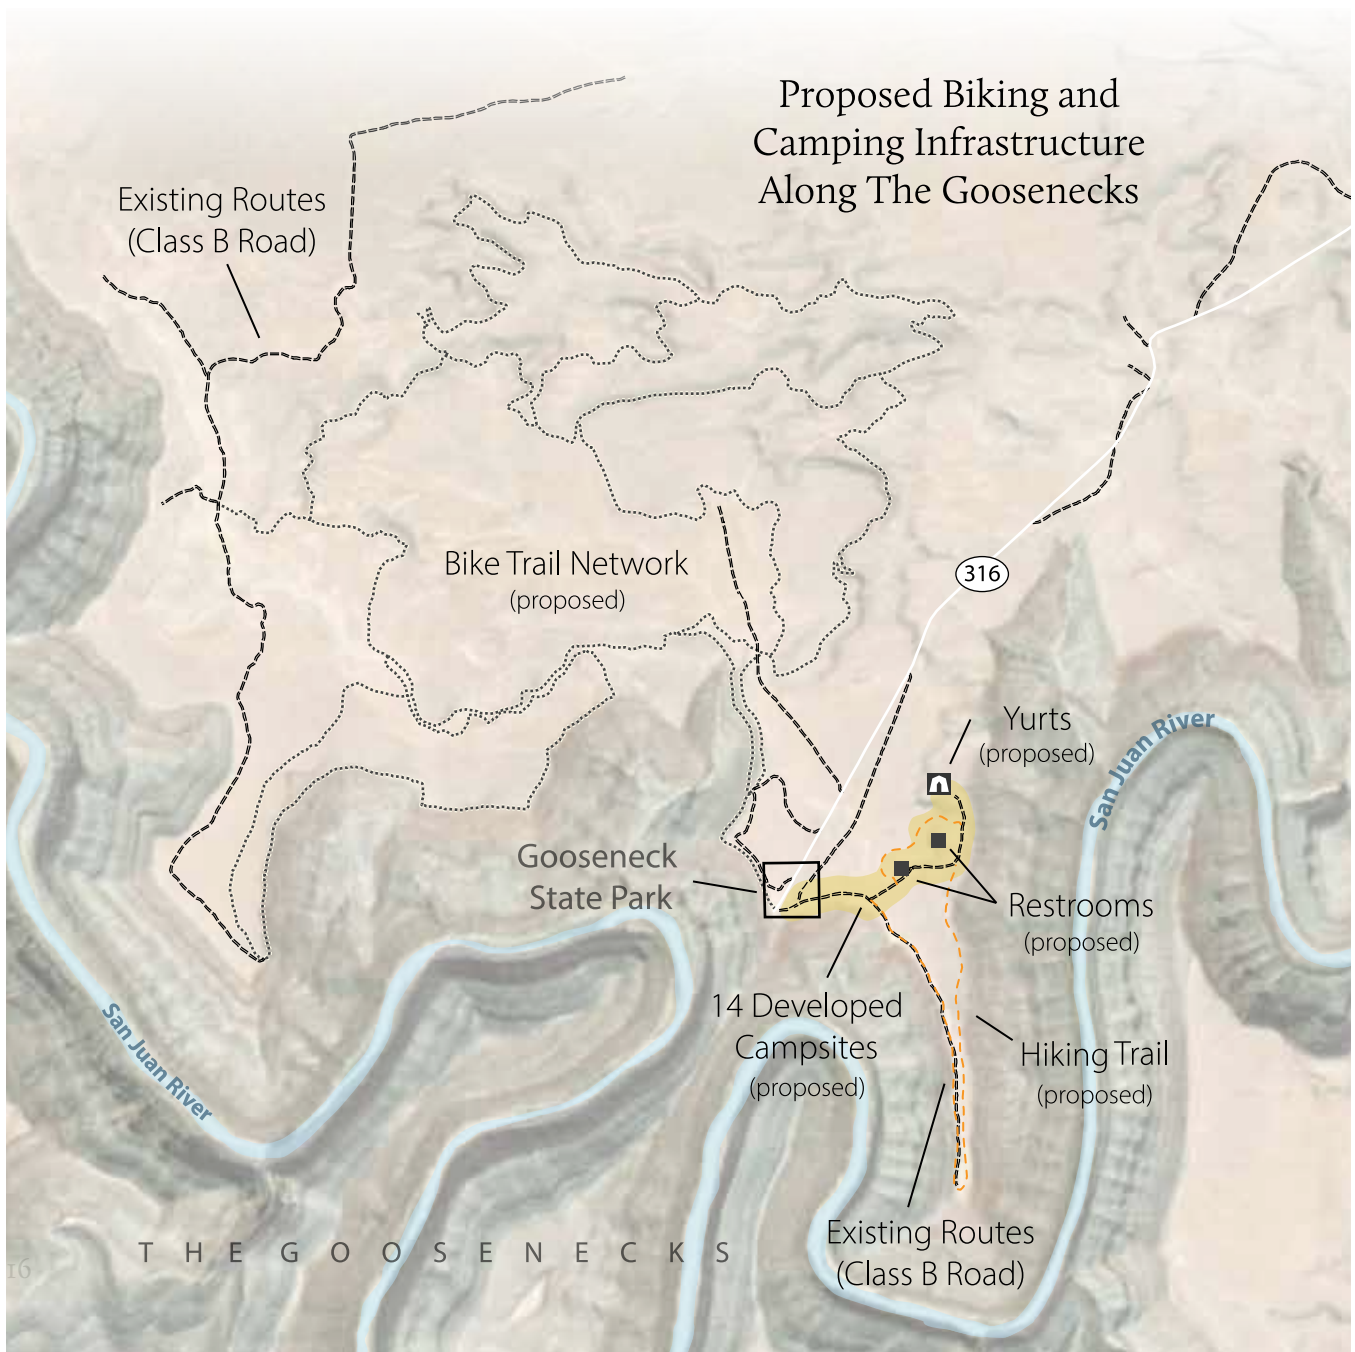 Proposed Biking and
Camping Infrastructure
Along The Goosenecks
Existing Routes
(Class B Road)
Bike Trail Network
(proposed)
316
Yurts
(proposed)
San Juan River
Gooseneck
State Park
Restrooms
(proposed)
14 Developed
Campsites
(proposed)
Hiking Trail
(proposed)
San Juan River
Existing Routes
(Class B Road)
THE GOOSENECKS
16